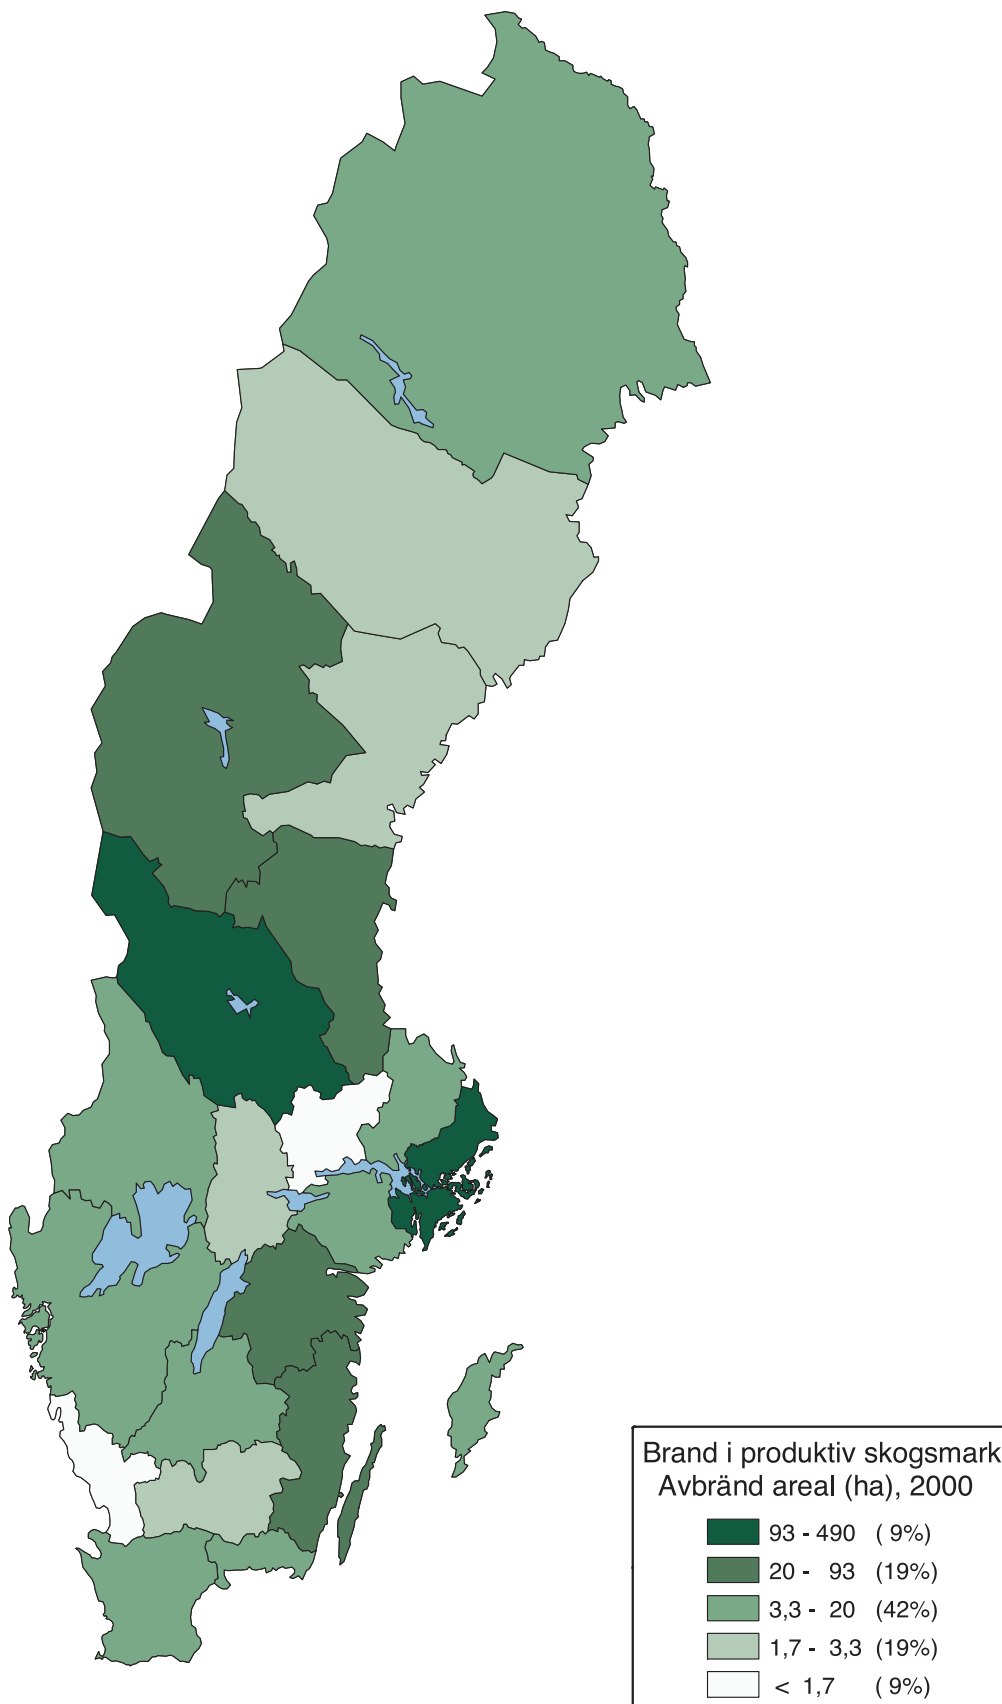 Brand i produktiv skogsmark
Avbränd areal (ha), 2000
93 - 490 ( 9%)
20 - 93 (19%)
3,3 - 20 (42%)
1,7 - 3,3 (19%)
< 1,7 ( 9%)